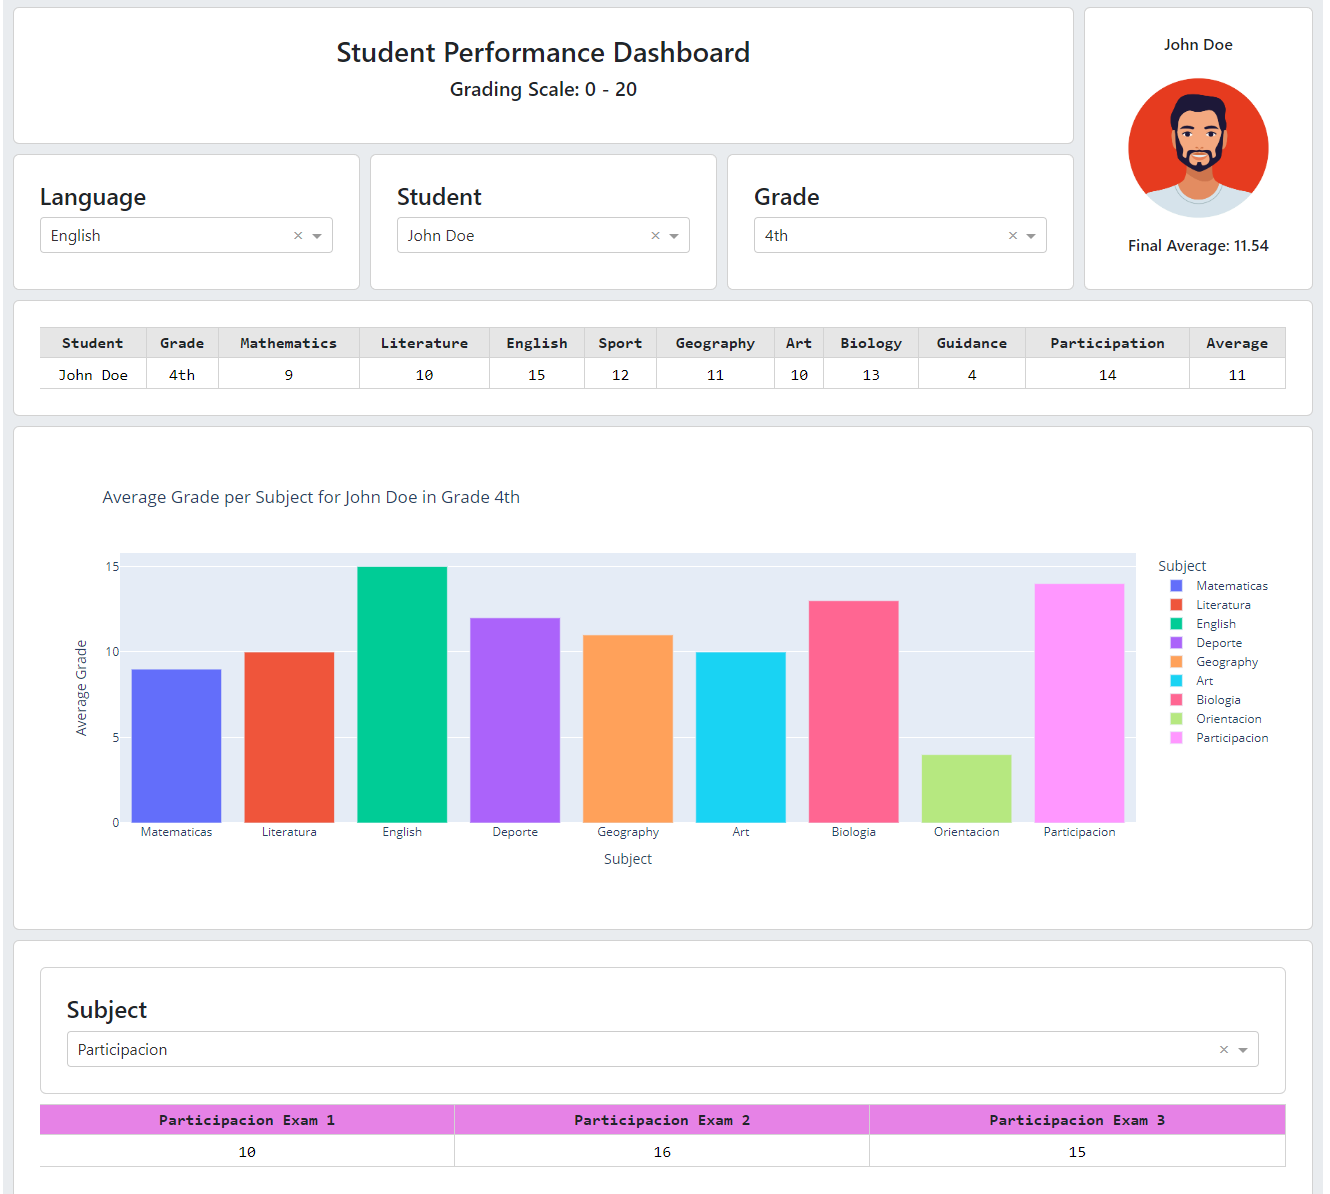 Student Performance Dashboard
Grading Scale: 0 - 20
John Doe
Final Average: 11.54
Language
English × 
Student
John Doe ×
Grade
4th ×
Student Grade Mathematics Literature English Sport Geography Art Biology Guidance Participation Average
John Doe 4th 9 10 15 12 11 10 13 4 14 11
Average Grade per Subject for John Doe in Grade 4th
Average Grade
15
10
5
0
Matematicas Literatura English Deporte Geography Art Biologia Orientacion Participacion
Subject
Subject
Matematicas
Literatura
English
Deporte
Geography
Art
Biologia
Orientacion
Participacion
Subject
Participacion ×
Participacion Exam 1 Participacion Exam 2 Participacion Exam 3
10 16 15